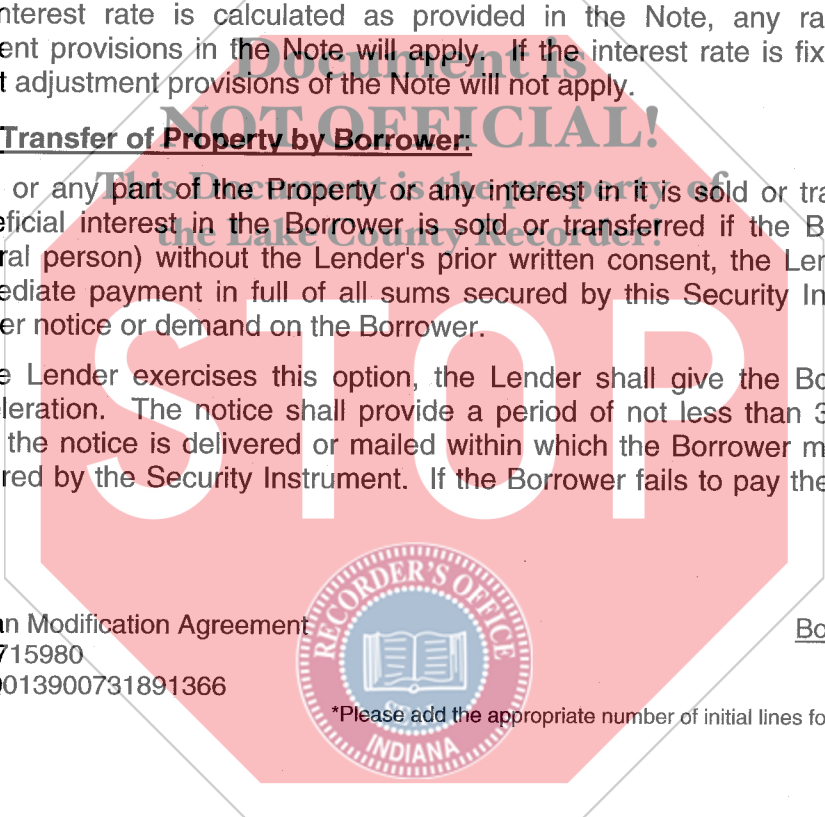 nterest rate is calculated as provided in the Note, any ra
ent provisions in the Note will apply. If the interest rate is fix
t adjustment provisions of the Note will not apply.
Document is
NOT OFFICIAL!
This Document is the property of
the Lake County Recorder!
Transfer of Property by Borrower:
or any part of the Property or any interest in it is sold or tra
eficial interest in the Borrower is sold or transferred if the B
ral person) without the Lender's prior written consent, the Len
ediate payment in full of all sums secured by this Security In
er notice or demand on the Borrower.
STOP
e Lender exercises this option, the Lender shall give the Bo
leration. The notice shall provide a period of not less than 3
the notice is delivered or mailed within which the Borrower m
red by the Security Instrument. If the Borrower fails to pay the
RECORDER'S OFFICE
SEAL
INDIANA
an Modification Agreement
715980
0013900731891366
Bo
*Please add the appropriate number of initial lines fo